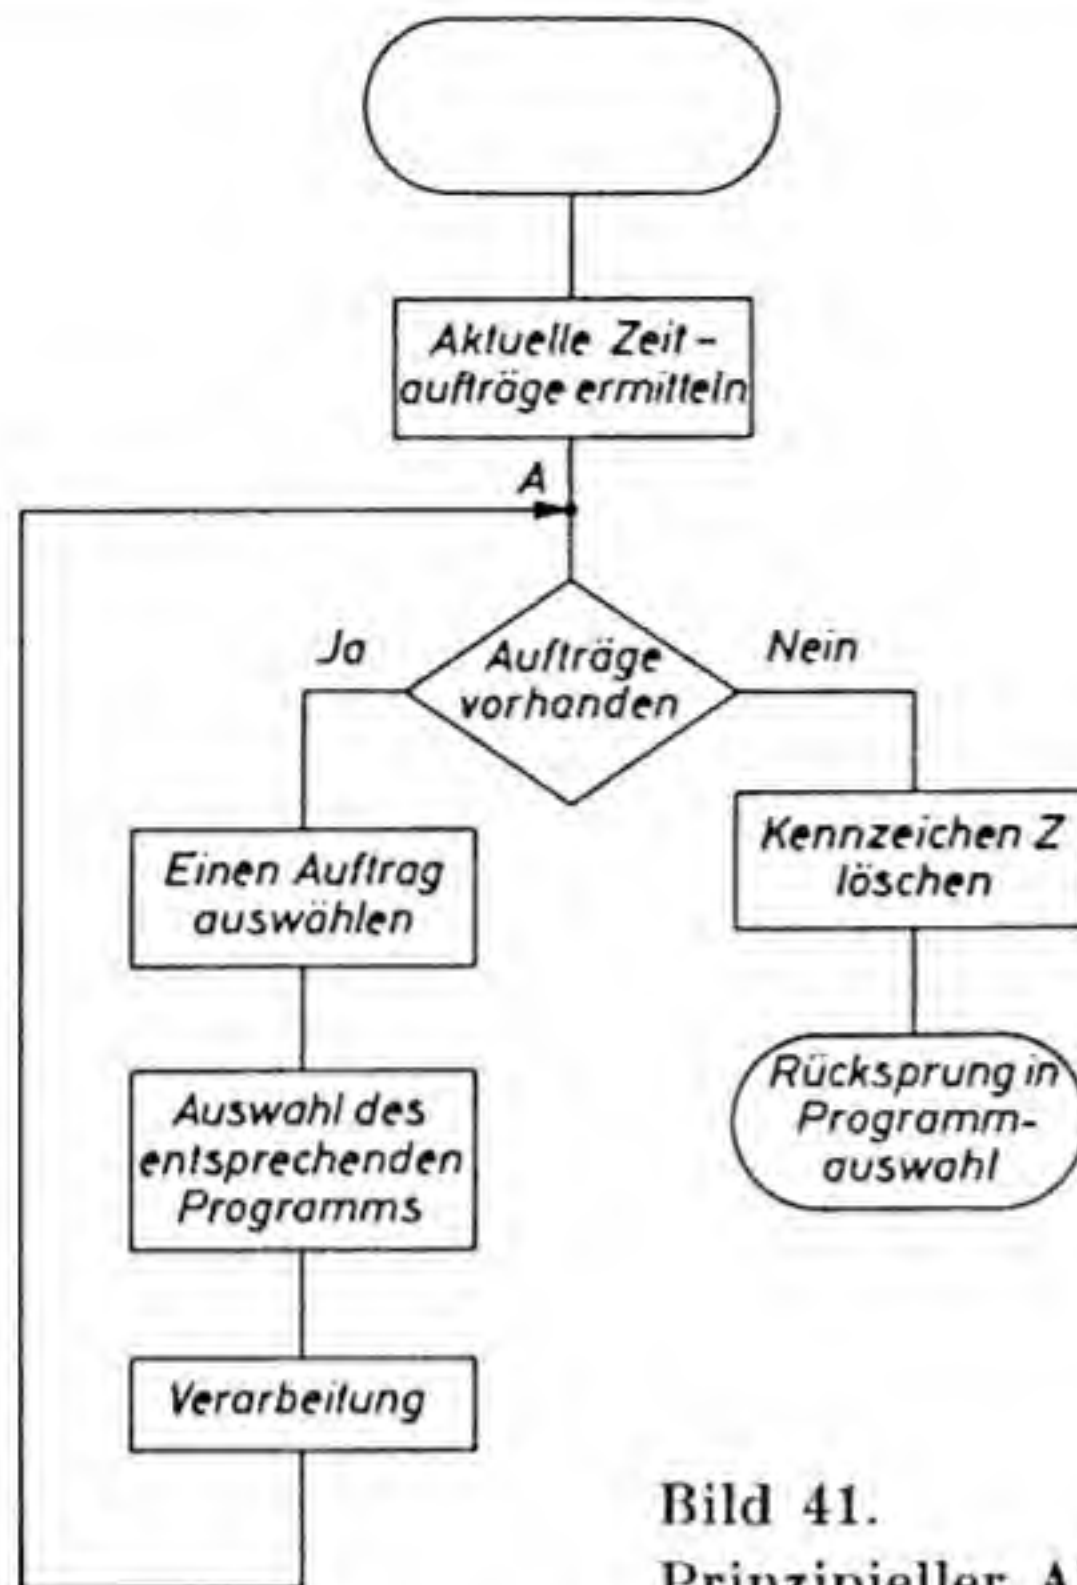 Aktuelle Zeit-
aufträge ermitteln
A
Ja
Aufträge
vorhanden
Nein
Einen Auftrag
auswählen
Kennzeichen Z
löschen
Auswahl des
entsprechenden
Programms
Rücksprung in
Programm-
auswahl
Verarbeitung
Bild 41.
Prinzipieller